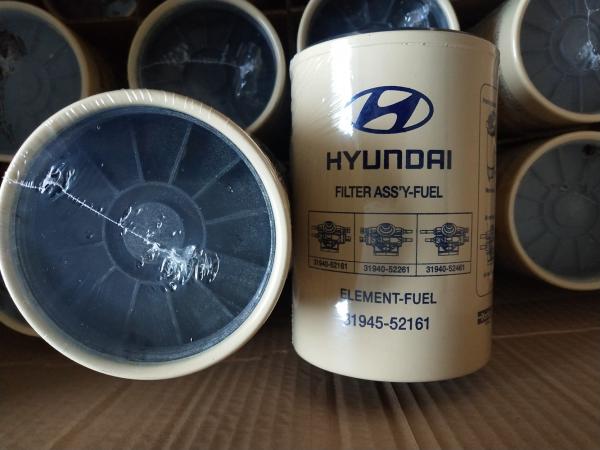 HYUNDAI
FILTER ASS'Y-FUEL
31940-52161 31940-52261 31940-52461
ELEMENT-FUEL
31945-52161